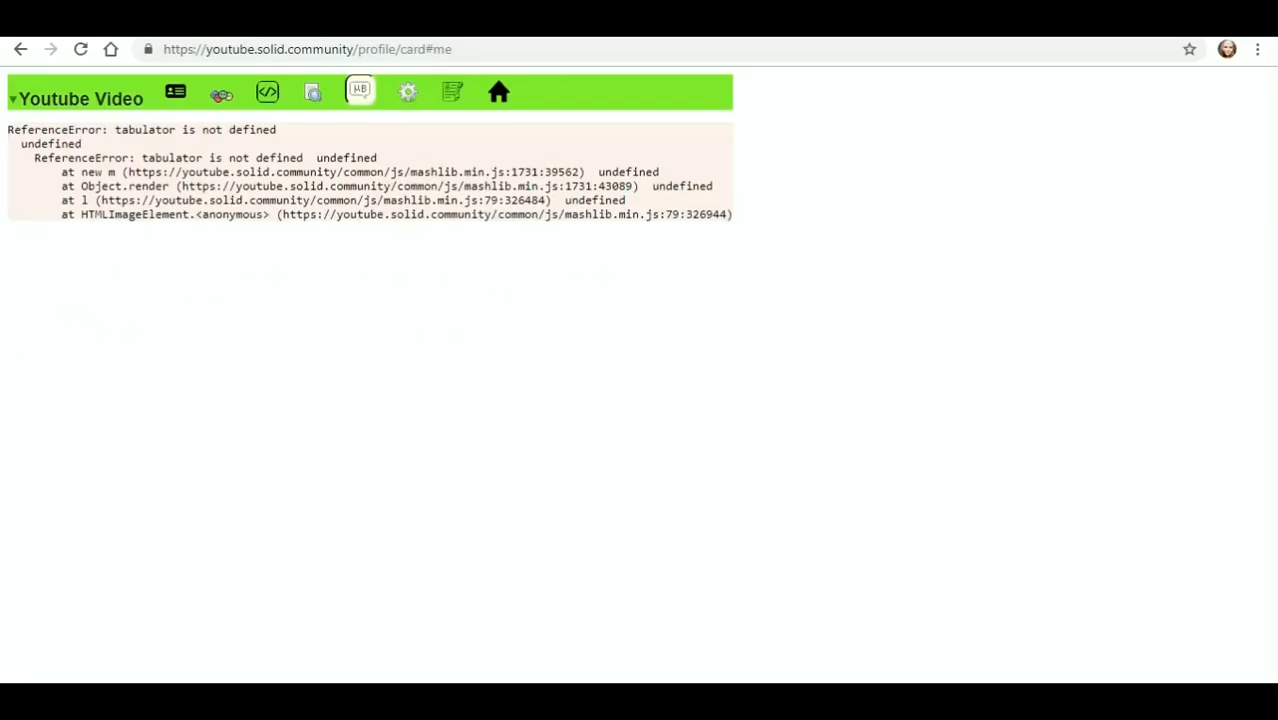 https://youtube.solid.community/profile/card#me
Youtube Video
µB
ReferenceError: tabulator is not defined
undefined
ReferenceError: tabulator is not defined  undefined
at new m (https://youtube.solid.community/common/js/mashlib.min.js:1731:39562)  undefined
at Object.render (https://youtube.solid.community/common/js/mashlib.min.js:1731:43089)  undefined
at l (https://youtube.solid.community/common/js/mashlib.min.js:79:326484)  undefined
at HTMLImageElement.<anonymous> (https://youtube.solid.community/common/js/mashlib.min.js:79:326944)